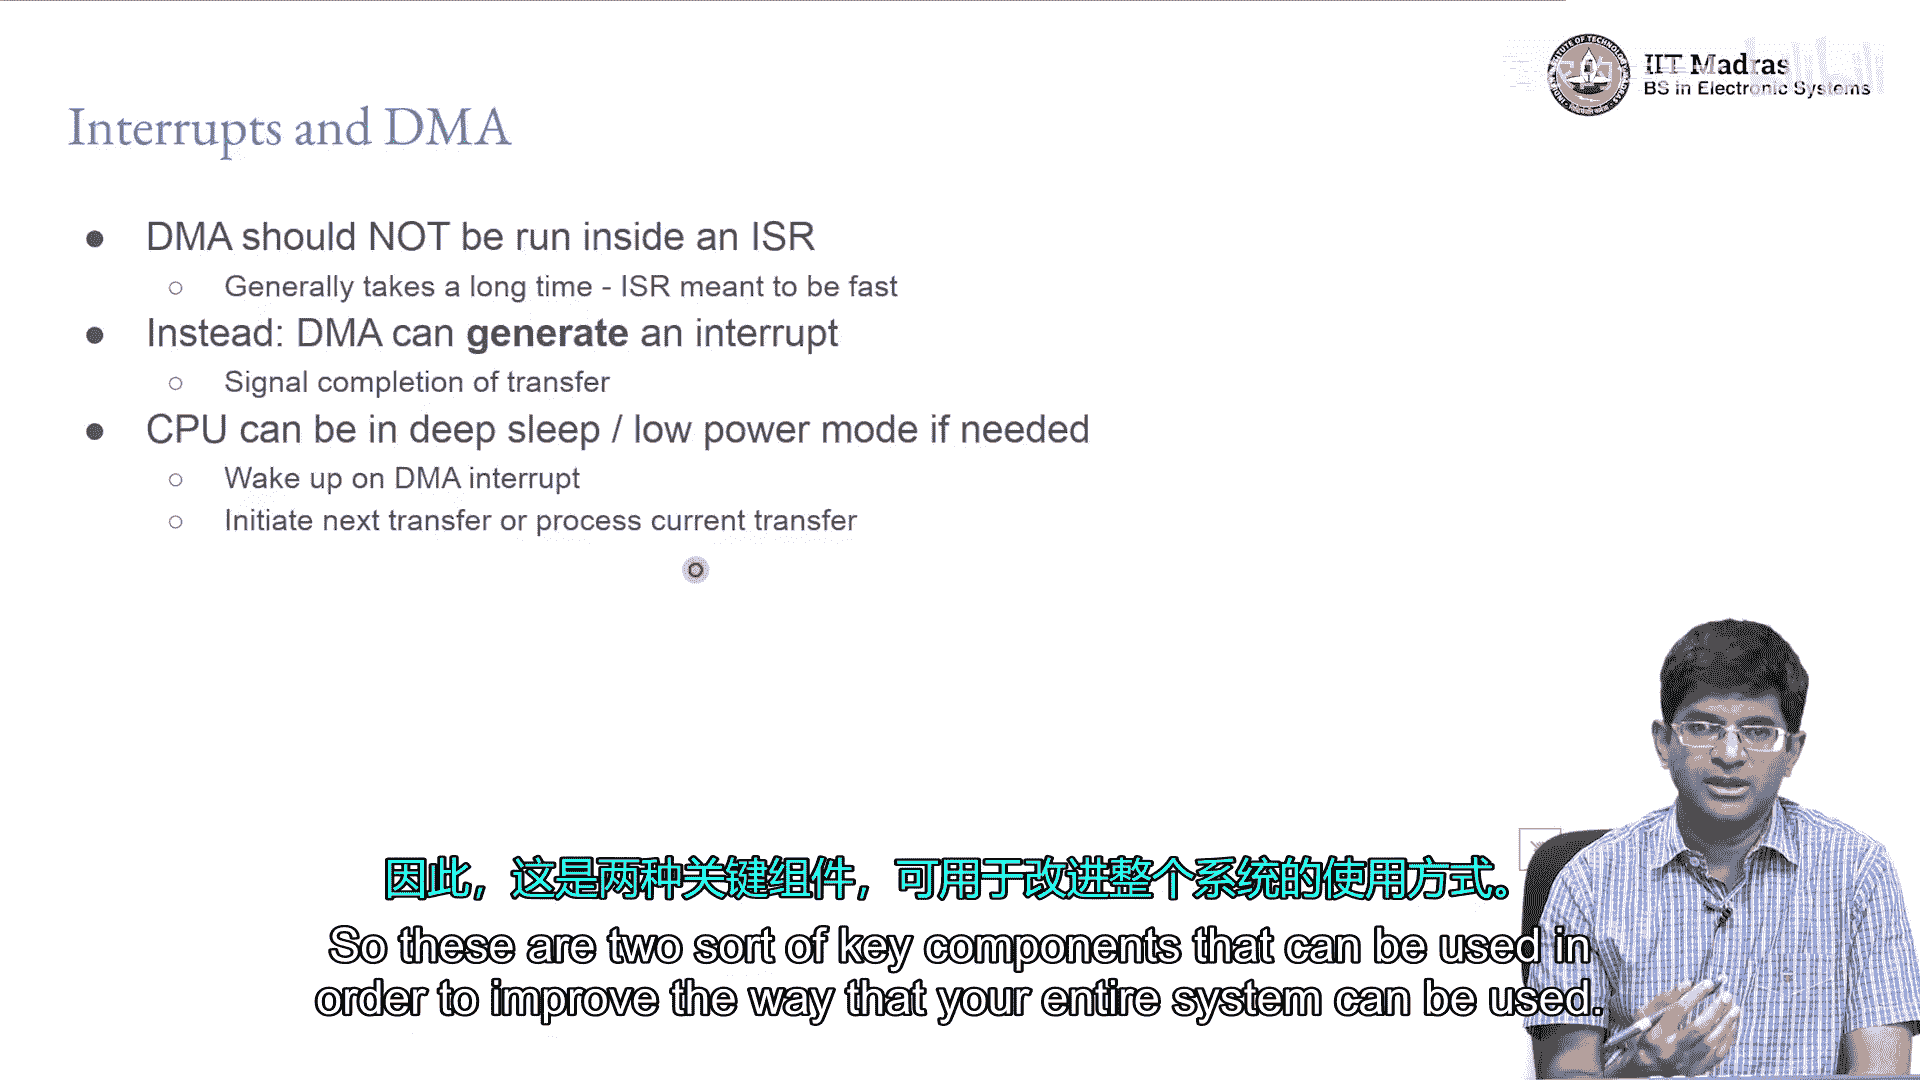 IIT Madras
BS in Electronic Systems
Interrupts and DMA
● DMA should NOT be run inside an ISR
○ Generally takes a long time - ISR meant to be fast
● Instead: DMA can generate an interrupt
○ Signal completion of transfer
● CPU can be in deep sleep / low power mode if needed
○ Wake up on DMA interrupt
○ Initiate next transfer or process current transfer
因此，这是两种关键组件，可用于改进整个系统的使用方式。
So these are two sort of key components that can be used in
order to improve the way that your entire system can be used.